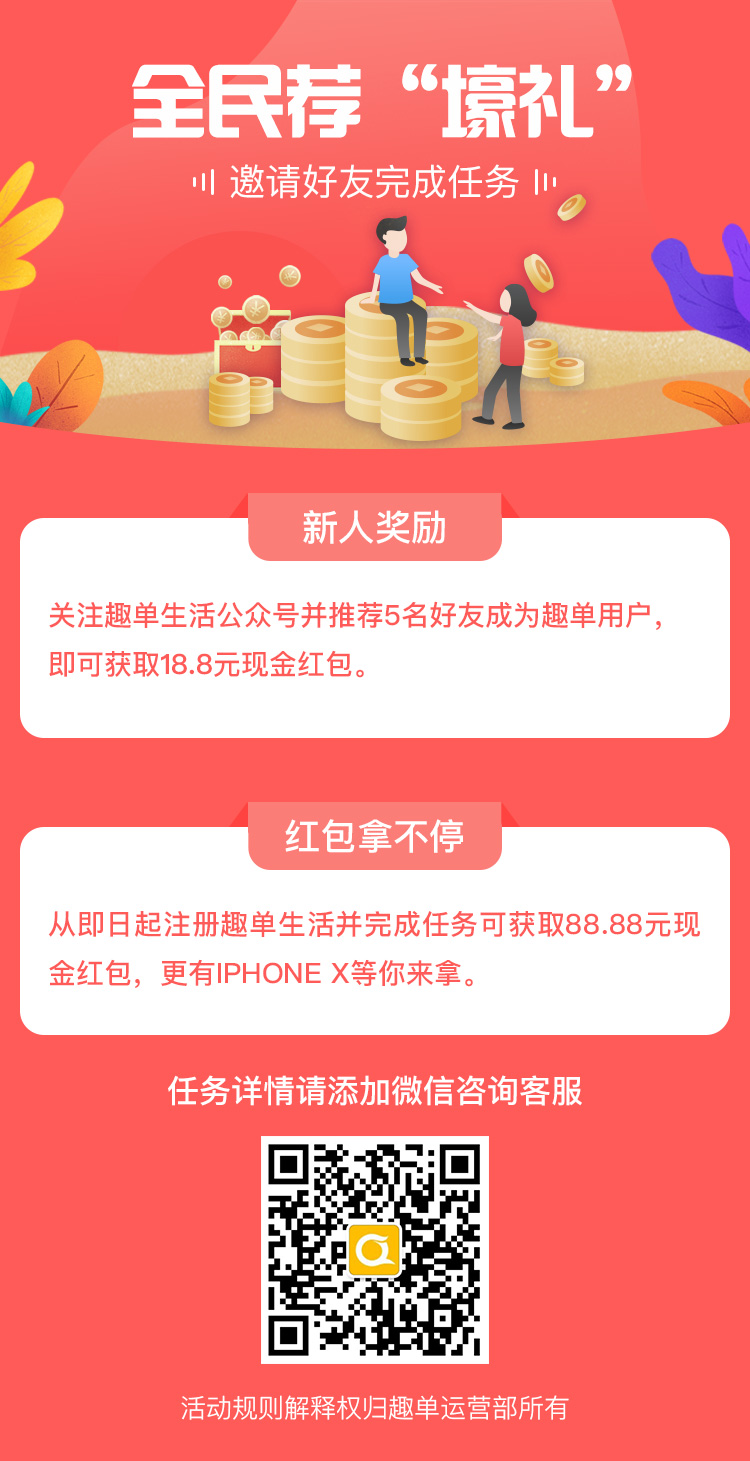 全民荐“壕礼”
邀请好友完成任务
新人奖励
关注趣单生活公众号并推荐5名好友成为趣单用户，
即可获取18.8元现金红包。
红包拿不停
从即日起注册趣单生活并完成任务可获取88.88元现
金红包，更有IPHONE X等你来拿。
任务详情请添加微信咨询客服
活动规则解释权归趣单运营部所有